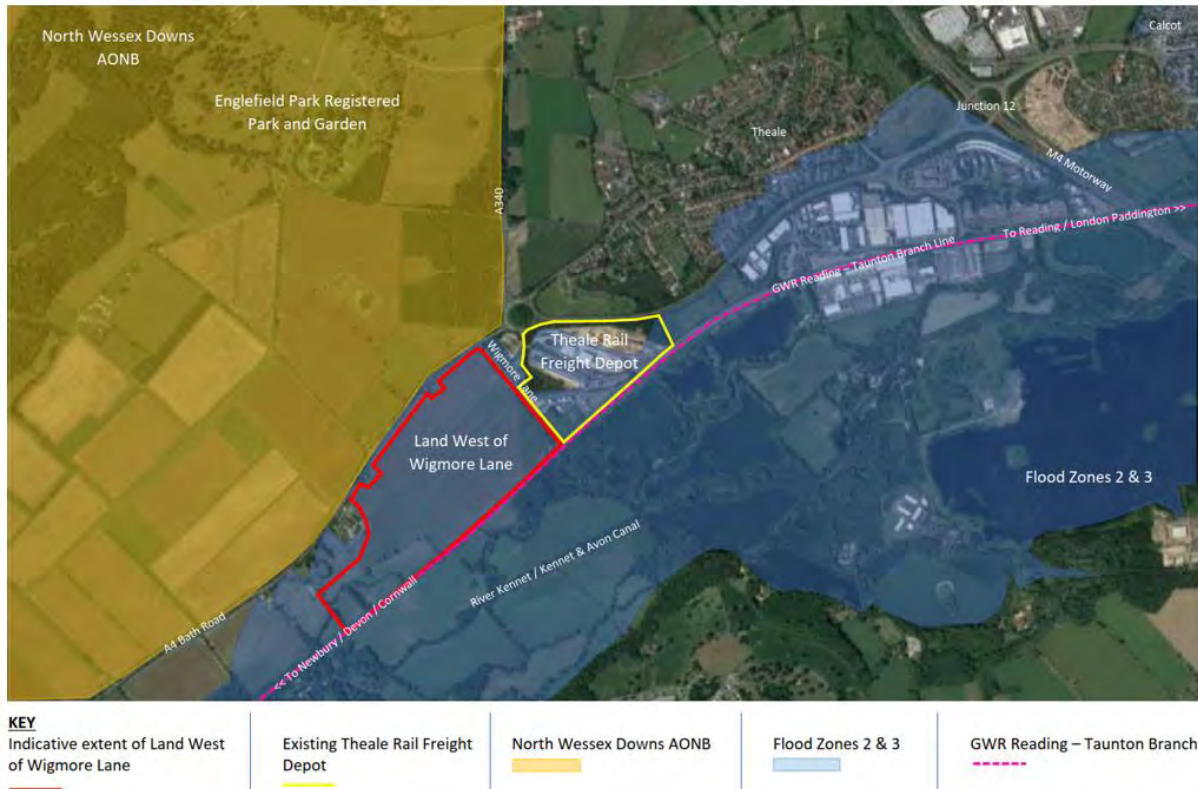 North Wessex Downs
AONB
Englefield Park Registered
Park and Garden
Calcot
Junction 12
Theale
M4 Motorway
A340
To Reading / London Paddington >>
GWR Reading – Taunton Branch Line
Theale Rail
Freight Depot
Wigmore Lane
Land West of
Wigmore Lane
Flood Zones 2 & 3
River Kennet / Kennet & Avon Canal
A4 Bath Road
<< To Newbury / Devon / Cornwall
KEY
Indicative extent of Land West
of Wigmore Lane
Existing Theale Rail Freight
Depot
North Wessex Downs AONB
Flood Zones 2 & 3
GWR Reading – Taunton Branch